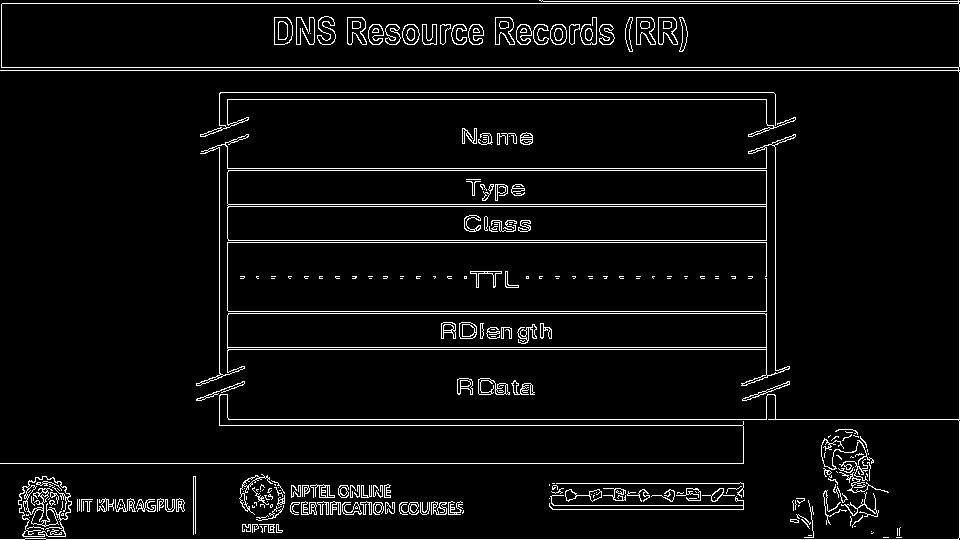 DNS Resource Records (RR)
Name
Type
Class
TTL
RDlength
RData
IIT KHARAGPUR
NPTEL ONLINE
CERTIFICATION COURSES
NPTEL